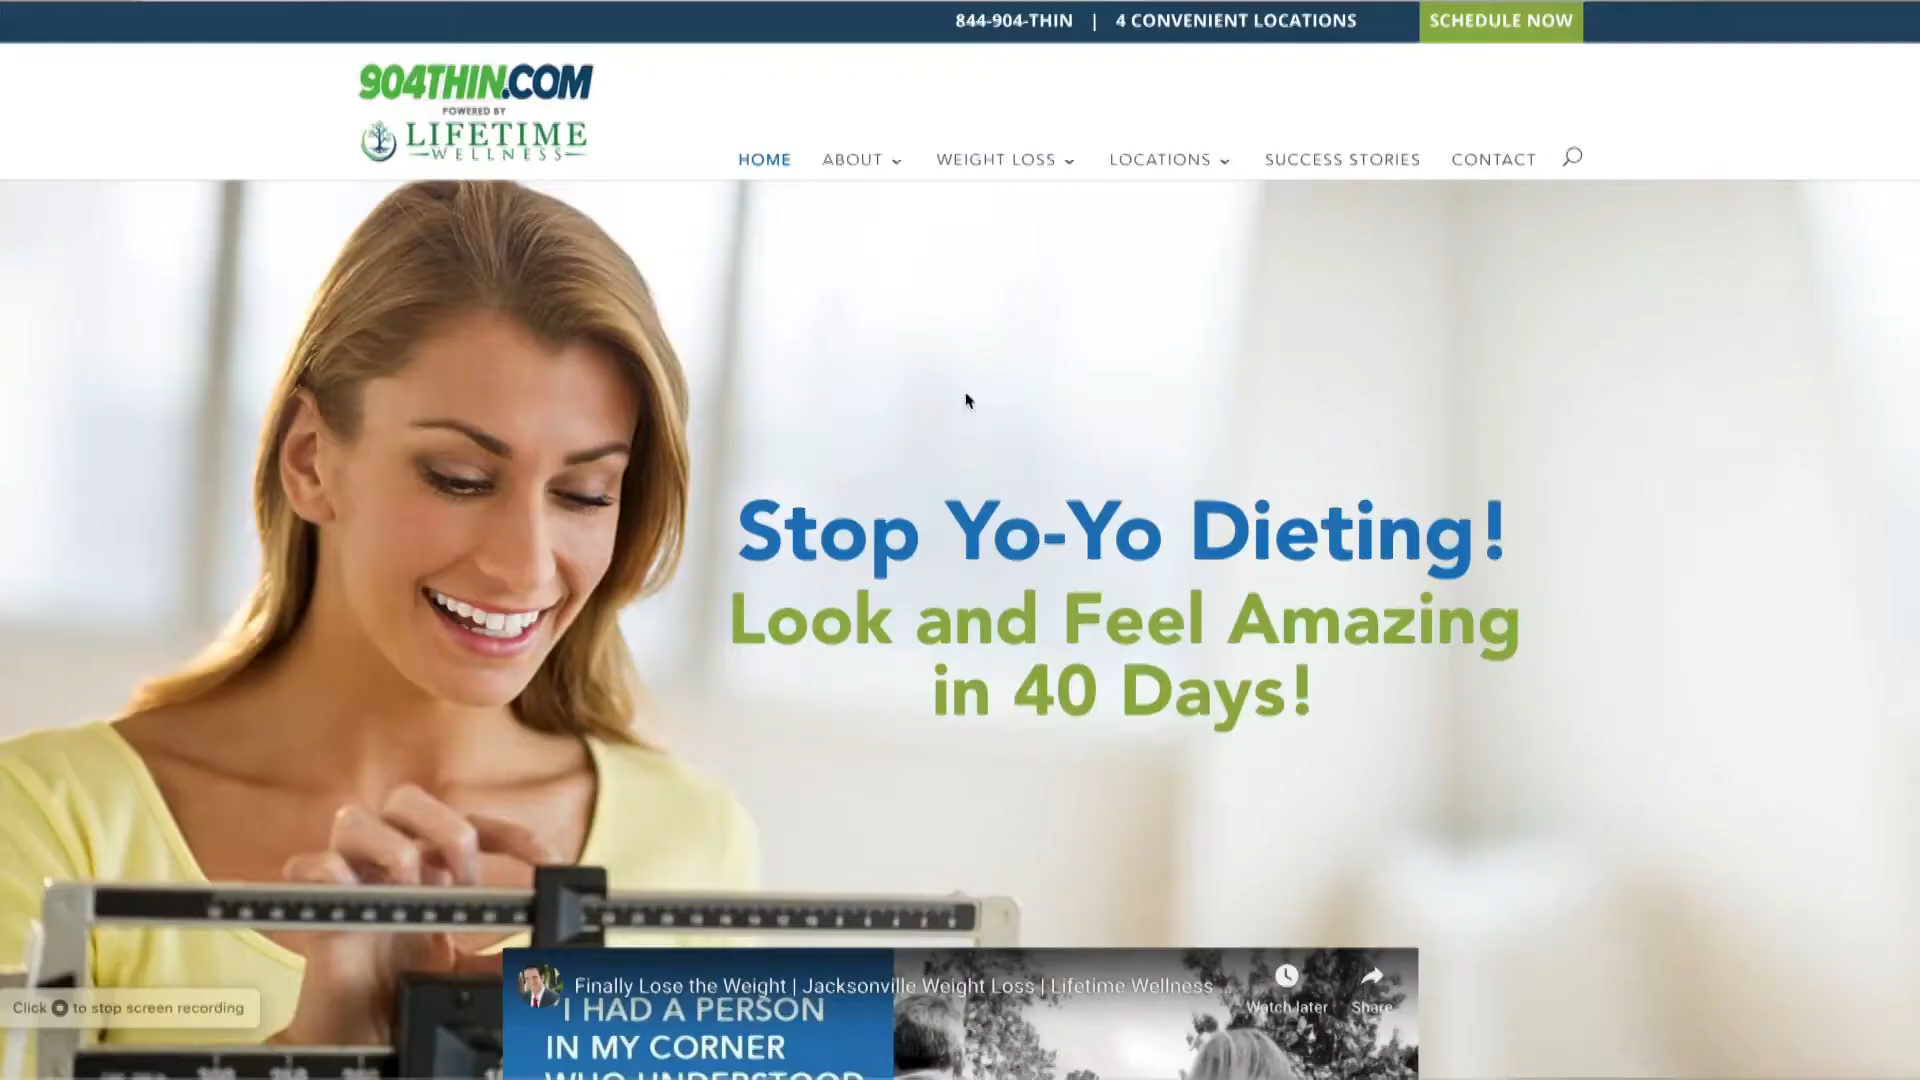 844-904-THIN | 4 CONVENIENT LOCATIONS
SCHEDULE NOW
904THIN.COM
POWERED BY
LIFETIME
WELLNESS
HOME
ABOUT
WEIGHT LOSS
LOCATIONS
SUCCESS STORIES
CONTACT
Stop Yo-Yo Dieting!
Look and Feel Amazing
in 40 Days!
Finally Lose the Weight | Jacksonville Weight Loss | Lifetime Wellness ...
Watch later
Share
"I HAD A PERSON
IN MY CORNER
WHO UNDERSTOOD
Click to stop screen recording